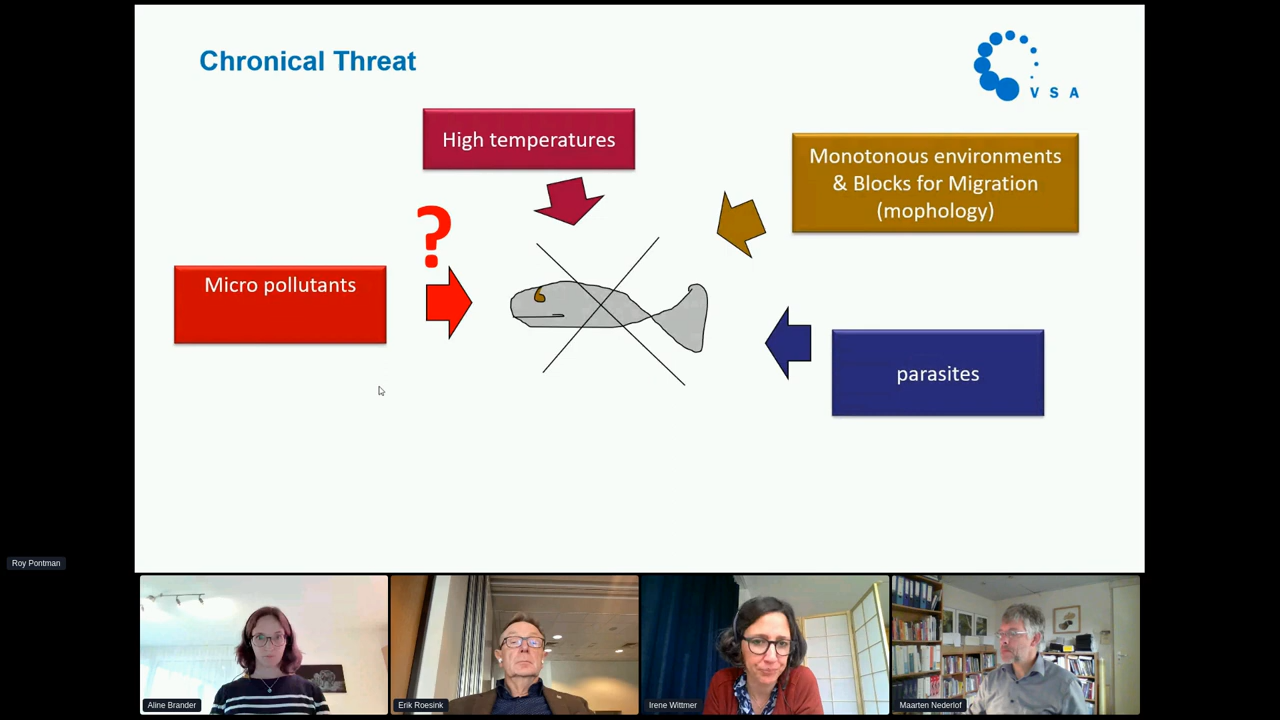 Chronical Threat
V S A
High temperatures
Monotonous environments
& Blocks for Migration
(mophology)
?
Micro pollutants
parasites
Roy Pontman
Aline Brander
Erik Roesink
Irene Wittmer
Maarten Nederlof